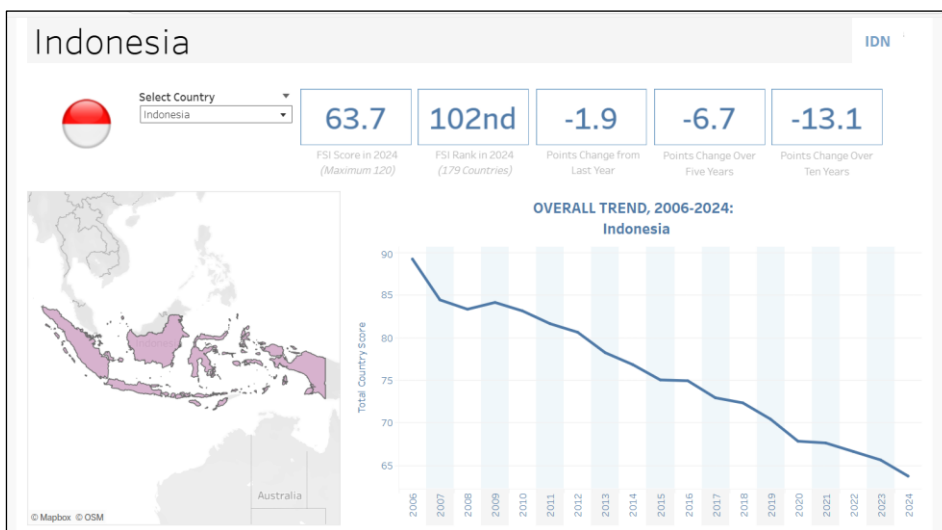 Indonesia
IDN
Select Country
Indonesia
63.7
102nd
-1.9
-6.7
-13.1
FSI Score in 2024
(Maximum 120)
FSI Rank in 2024
(179 Countries)
Points Change from
Last Year
Points Change Over
Five Years
Points Change Over
Ten Years
OVERALL TREND, 2006-2024:
Indonesia
Total Country Score
90
85
80
75
70
65
2006
2007
2008
2009
2010
2011
2012
2013
2014
2015
2016
2017
2018
2019
2020
2021
2022
2023
2024
Australia
© Mapbox © OSM